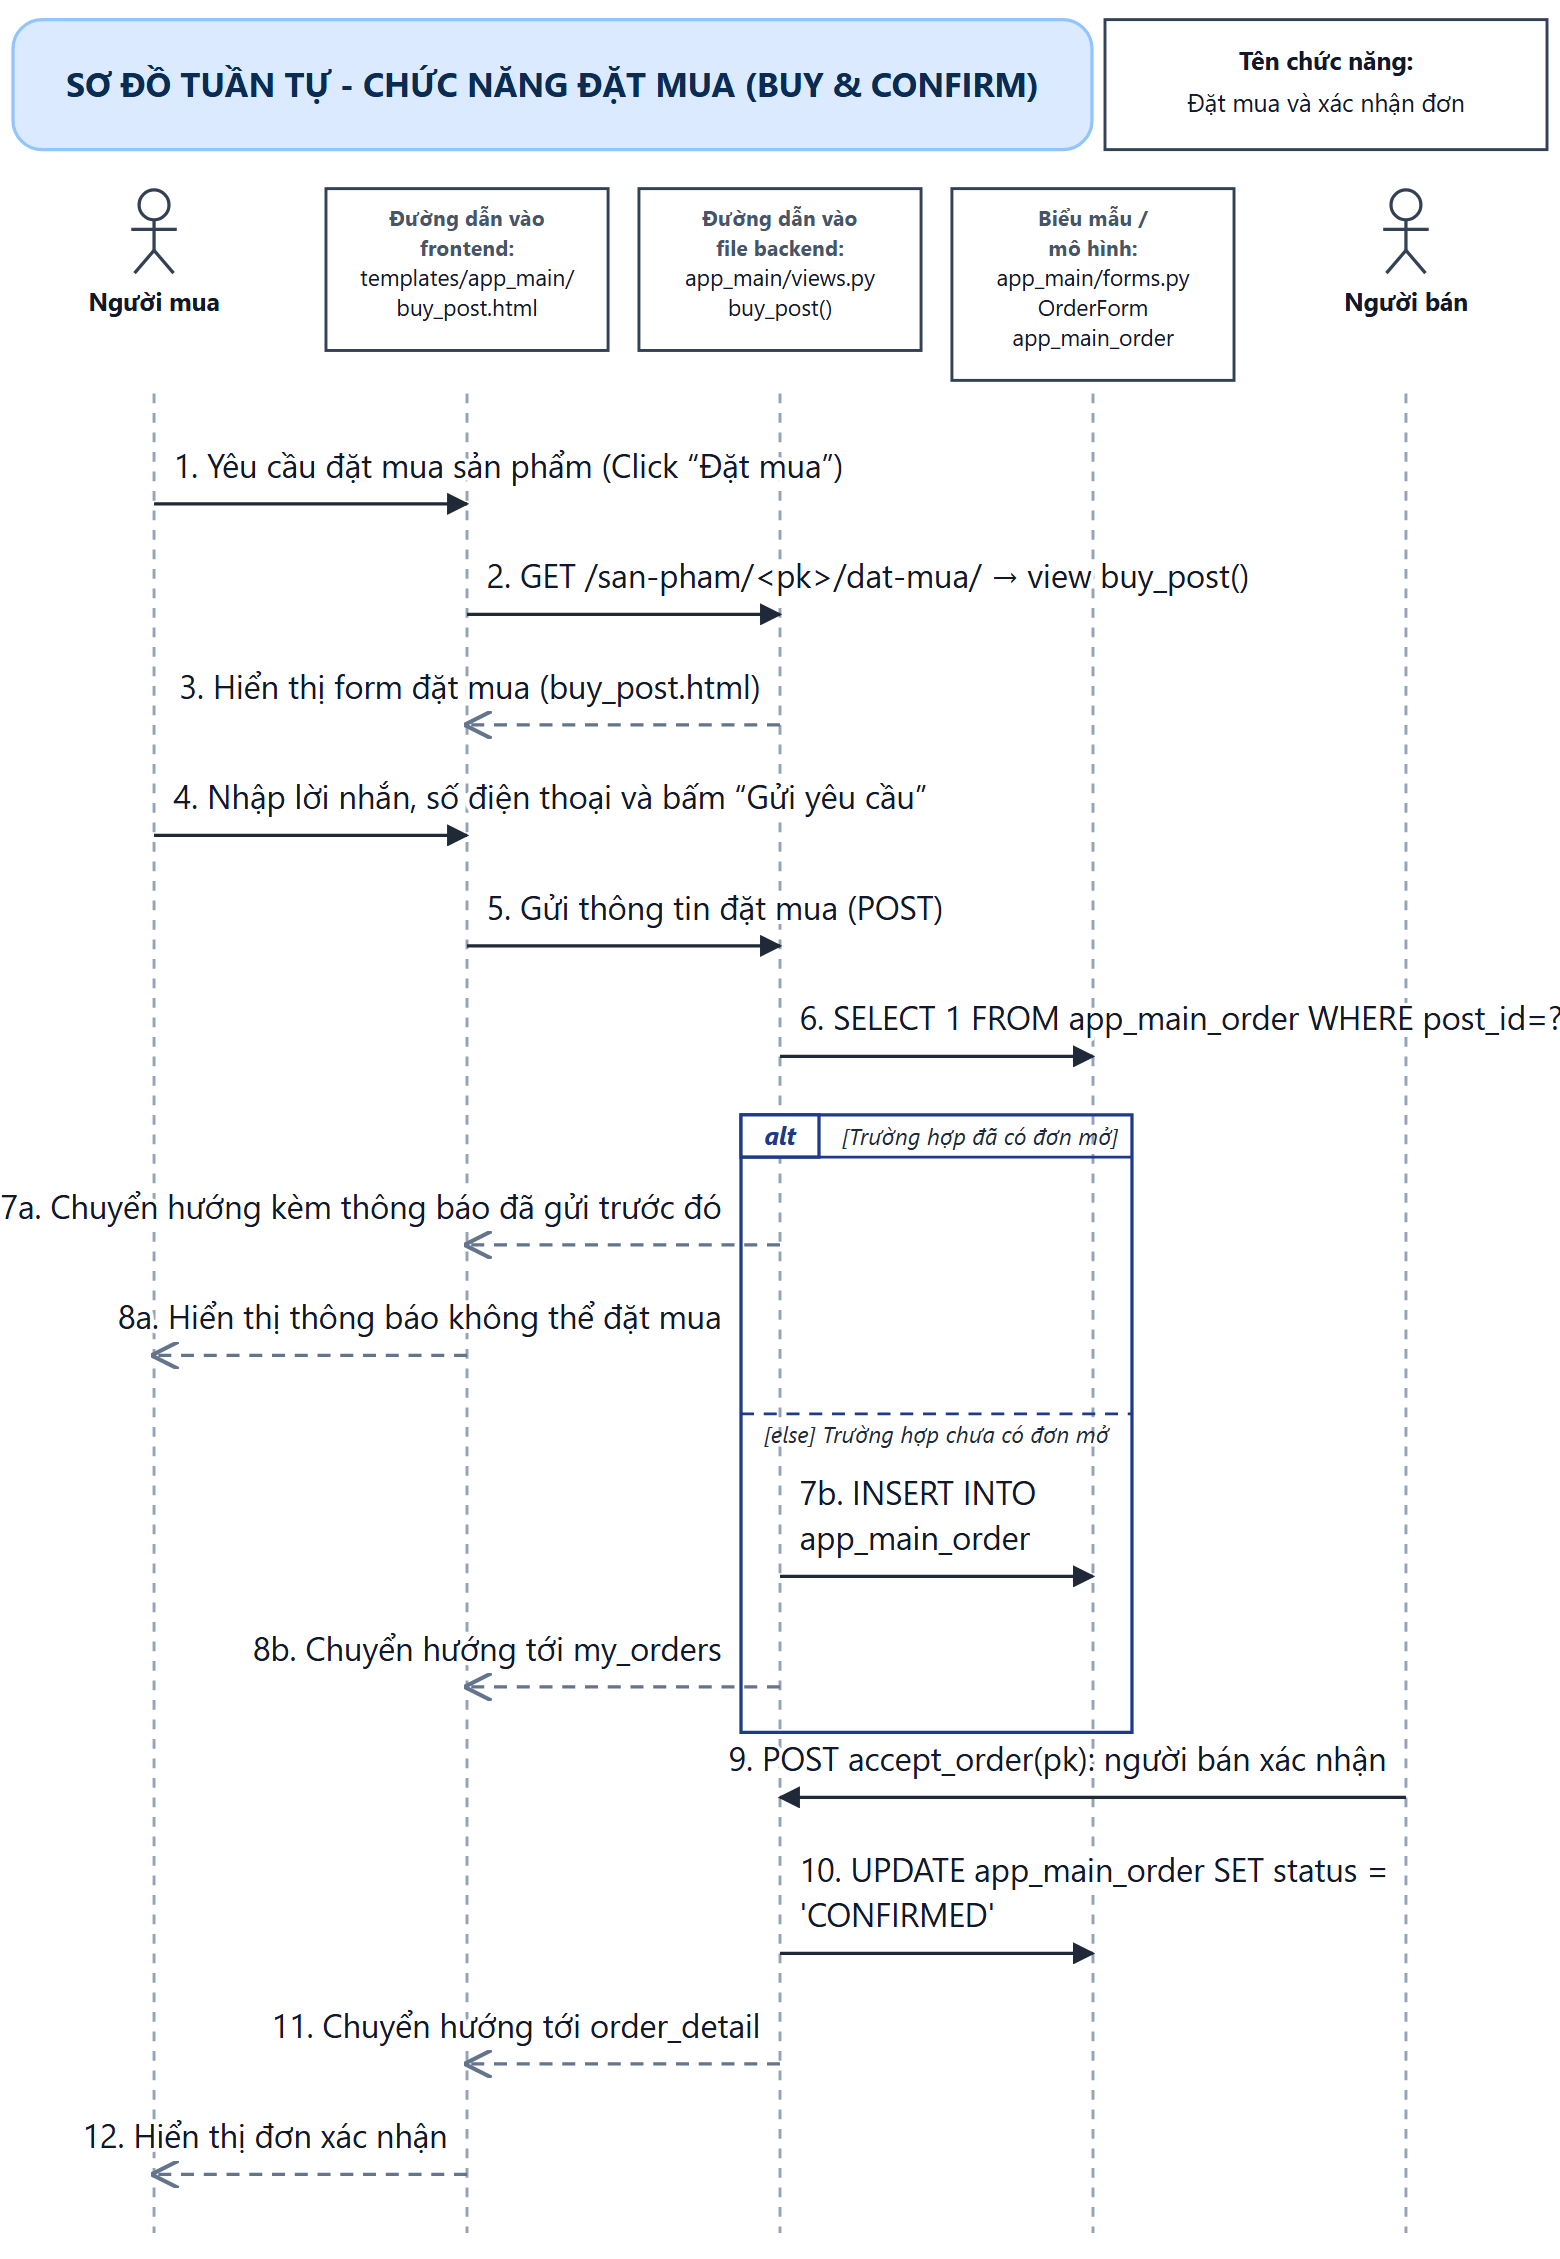 SƠ ĐỒ TUẦN TỰ - CHỨC NĂNG ĐẶT MUA (BUY & CONFIRM)
Tên chức năng:
Đặt mua và xác nhận đơn
Người mua
Đường dẫn vào
frontend:
templates/app_main/
buy_post.html
Đường dẫn vào
file backend:
app_main/views.py
buy_post()
Biểu mẫu /
mô hình:
app_main/forms.py
OrderForm
app_main_order
Người bán
1. Yêu cầu đặt mua sản phẩm (Click “Đặt mua”)
2. GET /san-pham/<pk>/dat-mua/ → view buy_post()
3. Hiển thị form đặt mua (buy_post.html)
4. Nhập lời nhắn, số điện thoại và bấm “Gửi yêu cầu”
5. Gửi thông tin đặt mua (POST)
6. SELECT 1 FROM app_main_order WHERE post_id=?
alt [Trường hợp đã có đơn mở]
7a. Chuyển hướng kèm thông báo đã gửi trước đó
8a. Hiển thị thông báo không thể đặt mua
[else] Trường hợp chưa có đơn mở
7b. INSERT INTO
app_main_order
8b. Chuyển hướng tới my_orders
9. POST accept_order(pk): người bán xác nhận
10. UPDATE app_main_order SET status =
'CONFIRMED'
11. Chuyển hướng tới order_detail
12. Hiển thị đơn xác nhận